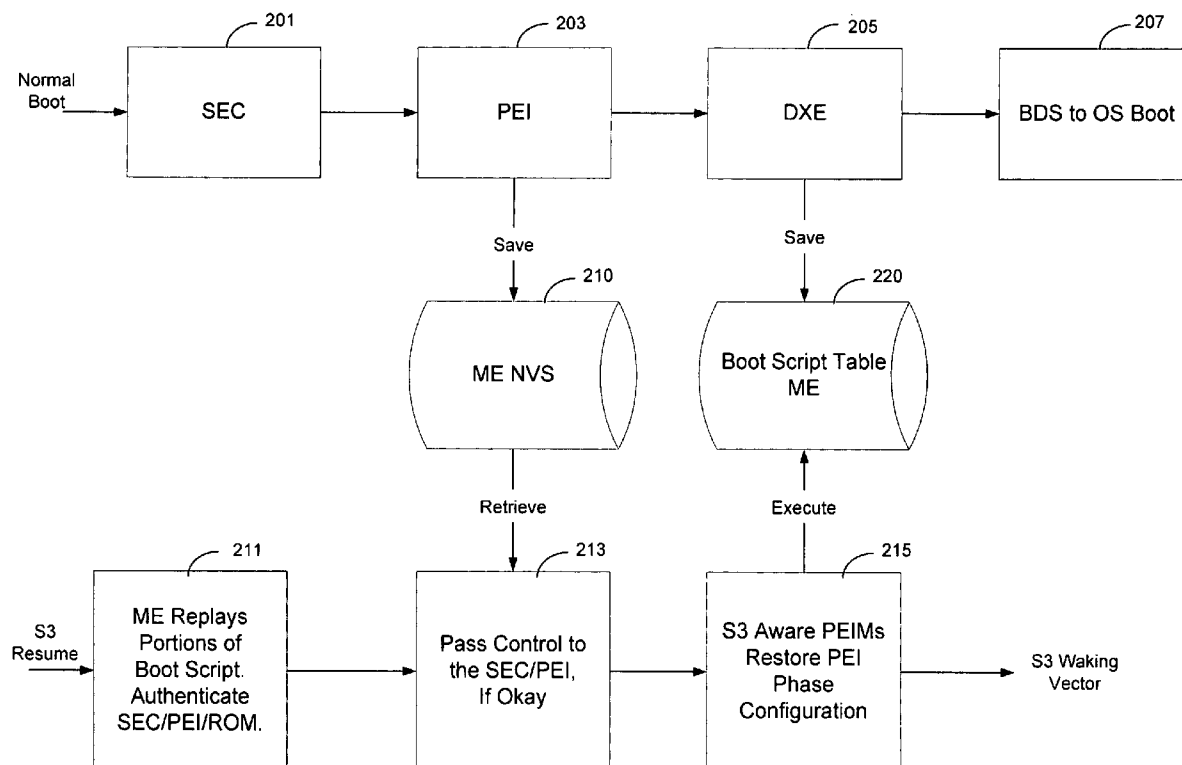 201
203
205
207
Normal
Boot
SEC
PEI
DXE
BDS to OS Boot
Save
Save
210
220
ME NVS
Boot Script Table
ME
Retrieve
Execute
211
213
215
S3
Resume
ME Replays
Portions of
Boot Script.
Authenticate
SEC/PEI/ROM.
Pass Control to
the SEC/PEI,
If Okay
S3 Aware PEIMs
Restore PEI
Phase
Configuration
S3 Waking
Vector